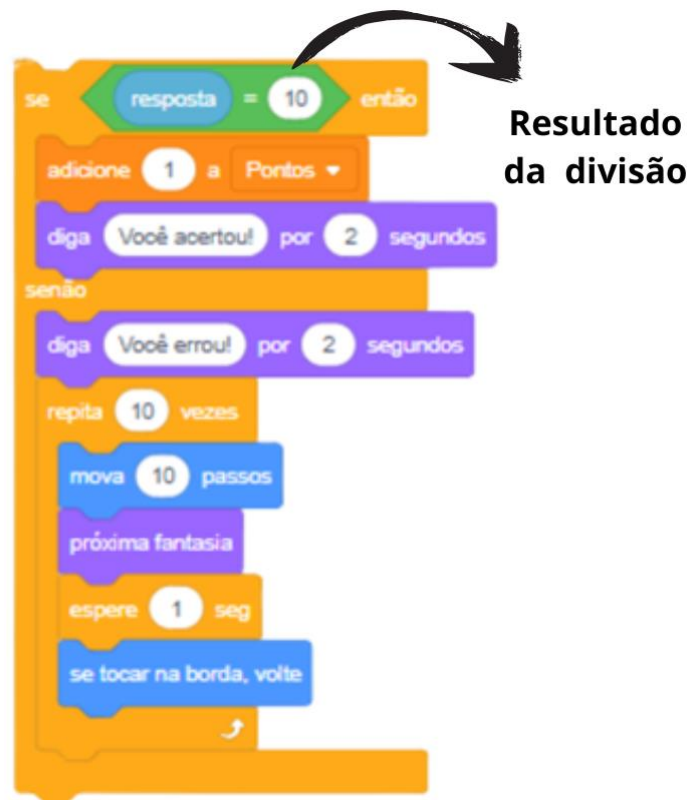 se resposta = 10 então
Resultado
da divisão
adicione 1 a Pontos
diga Você acertou! por 2 segundos
senão
diga Você errou! por 2 segundos
repita 10 vezes
mova 10 passos
próxima fantasia
espere 1 seg
se tocar na borda, volte